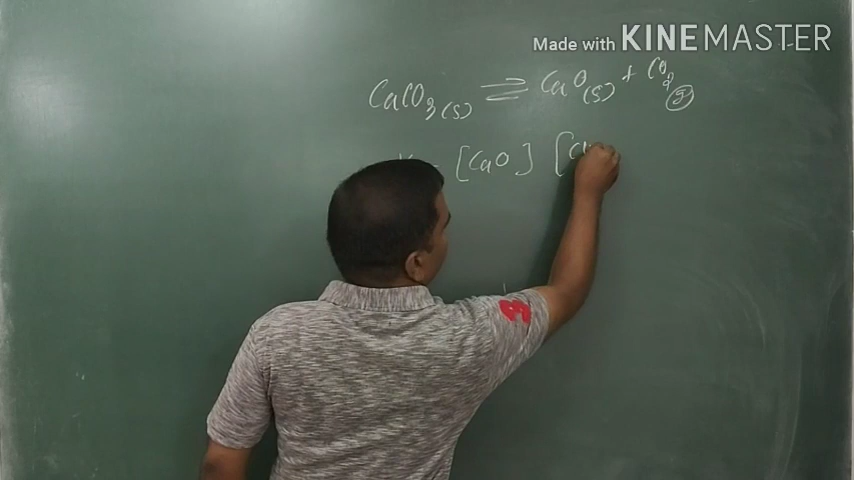 Made with KINEMASTER
CaCO₃(s) ⇌ CaO(s) + CO₂(g)
[CaO] [C